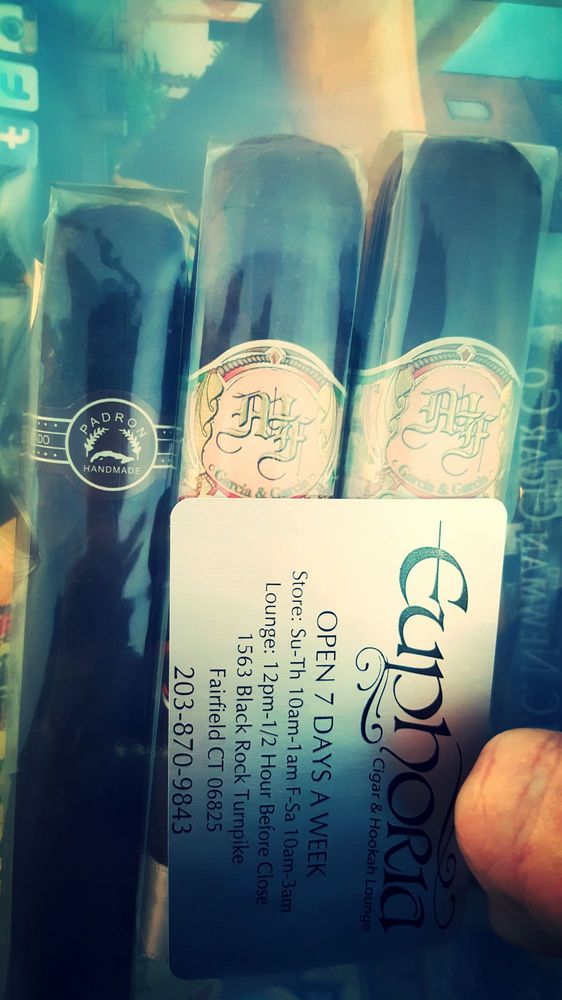 PADRON
HANDMADE
DO
Garcia & Garcia
Garcia & Garcia
Euphoria
Cigar & Hookah Lounge
OPEN 7 DAYS A WEEK
Store: Su-Th 10am-1am F-Sa 10am-3am
Lounge: 12pm-1/2 Hour Before Close
1563 Black Rock Turnpike
Fairfield CT 06825
203-870-9843